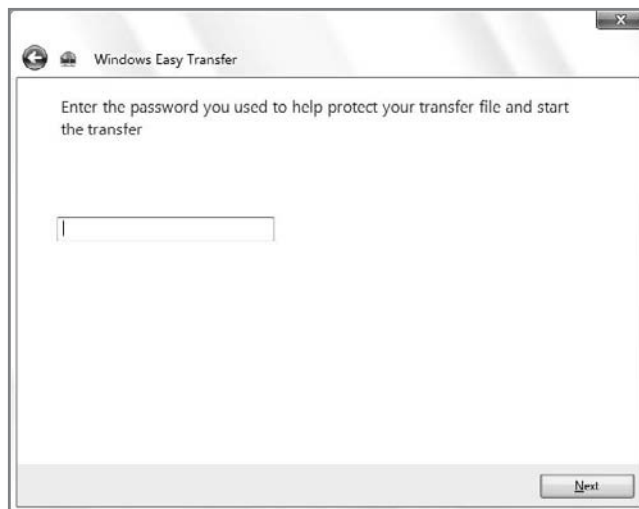 X
Windows Easy Transfer
Enter the password you used to help protect your transfer file and start
the transfer
Next